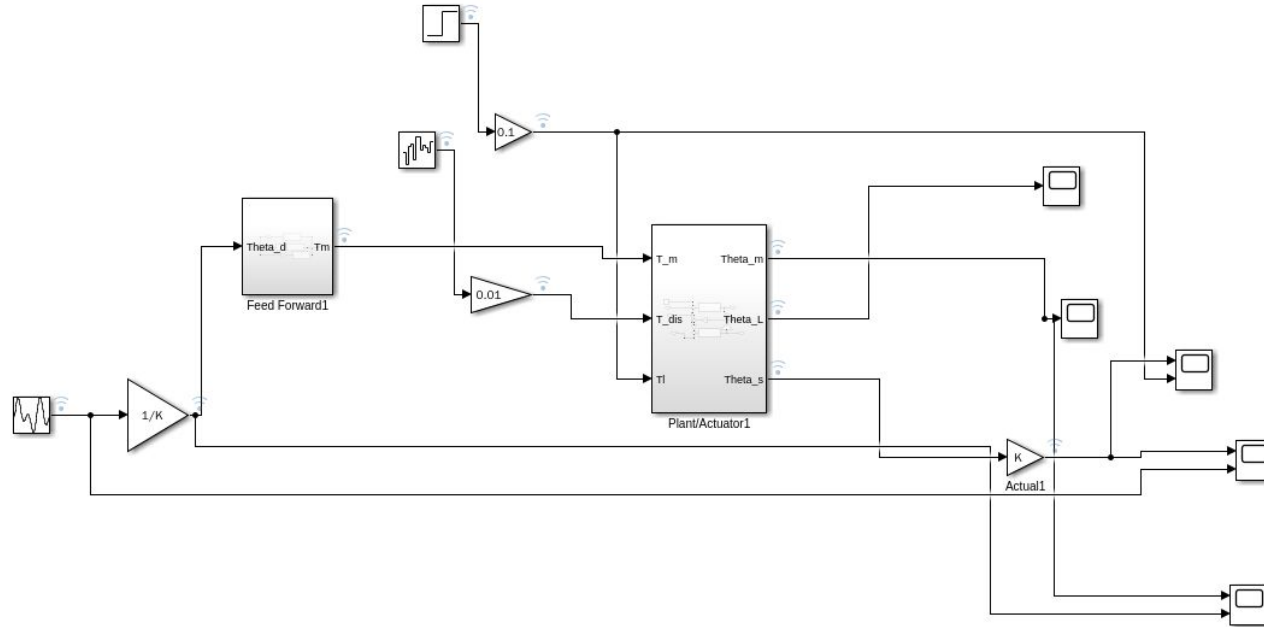 0.1
Theta_d
Tm
Feed Forward1
0.01
T_m
Theta_m
T_dis
Theta_L
Tl
Theta_s
Plant/Actuator1
1/K
K
Actual1